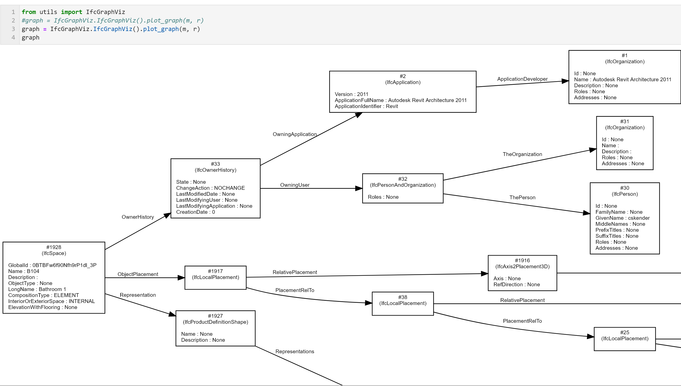 1 from utils import IfcGraphViz
2 #graph = IfcGraphViz.IfcGraphViz().plot_graph(m, r)
3 graph = IfcGraphViz.IfcGraphViz().plot_graph(m, r)
4 graph
#1
(IfcOrganization)
Id : None
Name : Autodesk Revit Architecture 2011
Description : None
Roles : None
Addresses : None
#2
(IfcApplication)
Version : 2011
ApplicationFullName : Autodesk Revit Architecture 2011
ApplicationIdentifier : Revit
ApplicationDeveloper
OwningApplication
#31
(IfcOrganization)
Id : None
Name :
Description :
Roles : None
Addresses : None
TheOrganization
#33
(IfcOwnerHistory)
State : None
ChangeAction : NOCHANGE
LastModifiedDate : None
LastModifyingUser : None
LastModifyingApplication : None
CreationDate : 0
OwningUser
#32
(IfcPersonAndOrganization)
Roles : None
ThePerson
#30
(IfcPerson)
Id : None
FamilyName : None
GivenName : cskender
MiddleNames : None
PrefixTitles : None
SuffixTitles : None
Roles : None
Addresses : None
OwnerHistory
#1928
(IfcSpace)
Name : B104
Description :
ObjectType : None
LongName : Bathroom 1
CompositionType : ELEMENT
InteriorOrExteriorSpace : INTERNAL
ElevationWithFlooring : None
ObjectPlacement
Representation
#1917
(IfcLocalPlacement)
RelativePlacement
PlacementRelTo
#1916
(IfcAxis2Placement3D)
Axis : None
RefDirection : None
#38
(IfcLocalPlacement)
RelativePlacement
PlacementRelTo
#25
(IfcLocalPlacement)
#1927
(IfcProductDefinitionShape)
Name : None
Description : None
Representations